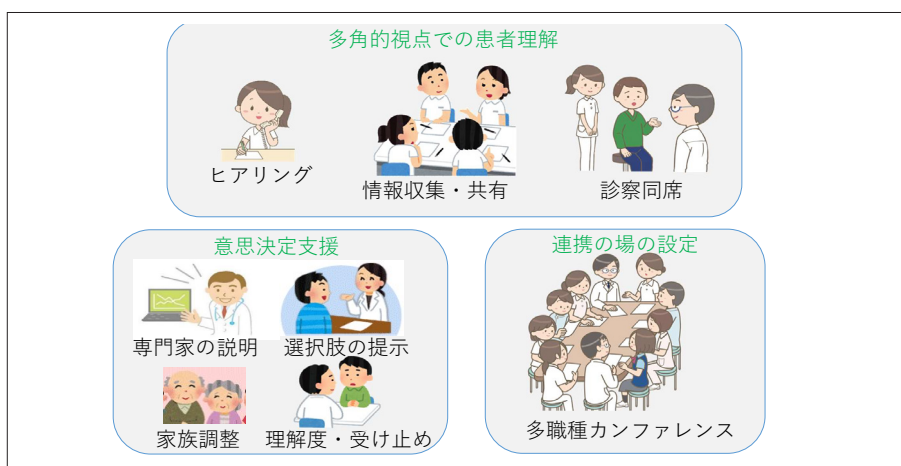 多角的視点での患者理解
ヒアリング
情報収集・共有
診察同席
意思決定支援
専門家の説明
選択肢の提示
家族調整
理解度・受け止め
連携の場の設定
多職種カンファレンス